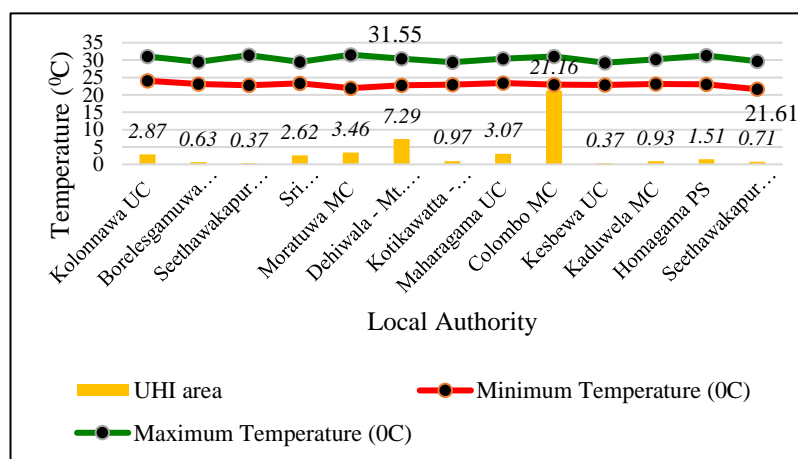 Temperature (⁰C)
35
30
25
20
15
10
5
0
31.55
21.16
21.61
2.87
0.63
0.37
2.62
3.46
7.29
0.97
3.07
0.37
0.93
1.51
0.71
Kolonnawa UC
Borelesgamuwa…
Seethawakapur…
Sri…
Moratuwa MC
Dehiwala - Mt.…
Kotikawatta -…
Maharagama UC
Colombo MC
Kesbewa UC
Kaduwela MC
Homagama PS
Seethawakapur…
Local Authority
UHI area
Minimum Temperature (0C)
Maximum Temperature (0C)